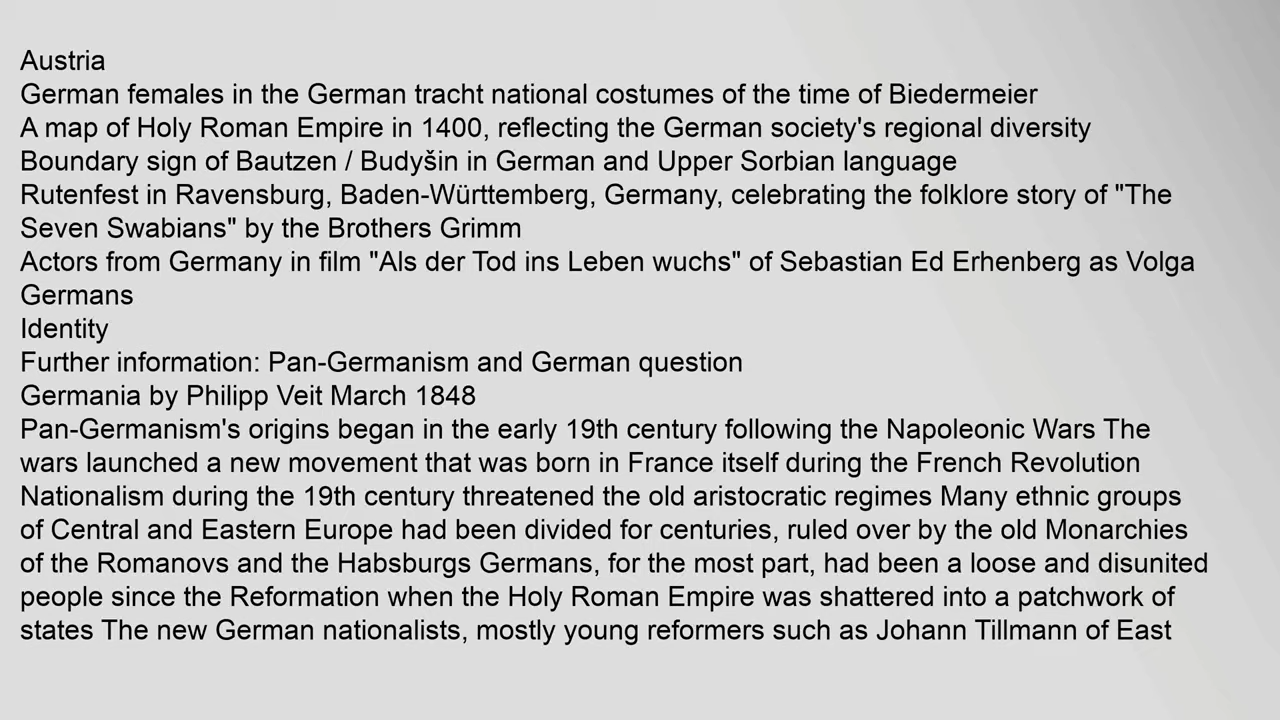 Austria
German females in the German tracht national costumes of the time of Biedermeier
A map of Holy Roman Empire in 1400, reflecting the German society's regional diversity
Boundary sign of Bautzen / Budyšin in German and Upper Sorbian language
Rutenfest in Ravensburg, Baden-Württemberg, Germany, celebrating the folklore story of "The
Seven Swabians" by the Brothers Grimm
Actors from Germany in film "Als der Tod ins Leben wuchs" of Sebastian Ed Erhenberg as Volga
Germans
Identity
Further information: Pan-Germanism and German question
Germania by Philipp Veit March 1848
Pan-Germanism's origins began in the early 19th century following the Napoleonic Wars The
wars launched a new movement that was born in France itself during the French Revolution
Nationalism during the 19th century threatened the old aristocratic regimes Many ethnic groups
of Central and Eastern Europe had been divided for centuries, ruled over by the old Monarchies
of the Romanovs and the Habsburgs Germans, for the most part, had been a loose and disunited
people since the Reformation when the Holy Roman Empire was shattered into a patchwork of
states The new German nationalists, mostly young reformers such as Johann Tillmann of East